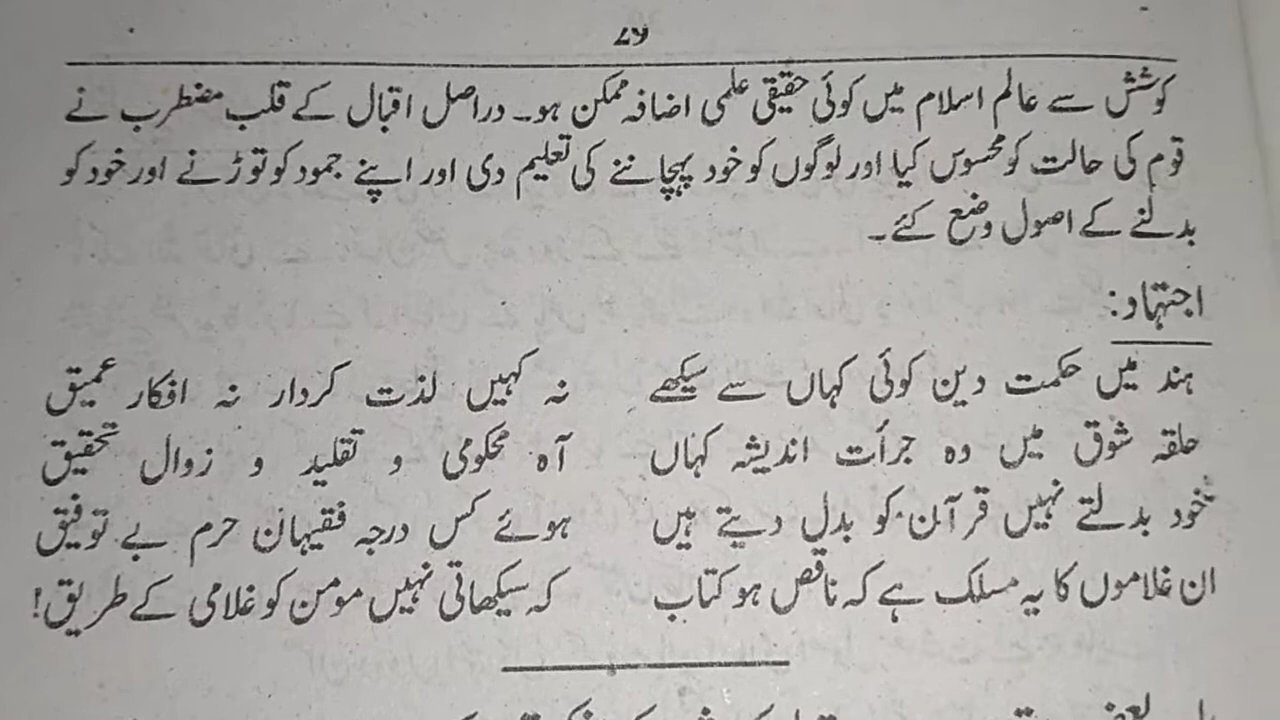 کوشش سے عالم اسلام میں کوئی حقیقی علمی اضافہ ممکن ہو۔ دراصل اقبال کے قلب مضطرب نے
قوم کی حالت کو محسوس کیا اور لوگوں کو خود پہچاننے کی تعلیم دی اور اپنے جمود کو توڑنے اور خود کو
بدلنے کے اصول وضع کئے۔
اجتہاد:
ہند میں حکمت دین کوئی کہاں سے سیکھے نہ کہیں لذت کردار نہ افکار عمیق
حلقہ شوق میں وہ جرأت اندیشہ کہاں آہ محکومی و تقلید و زوال تحقیق
خود بدلتے نہیں قرآن کو بدل دیتے ہیں ہوئے کس درجہ فقیہان حرم بے توفیق
ان غلاموں کا یہ مسلک ہے کہ ناقص ہو کتاب کہ سیکھاتی نہیں مومن کو غلامی کے طریق!